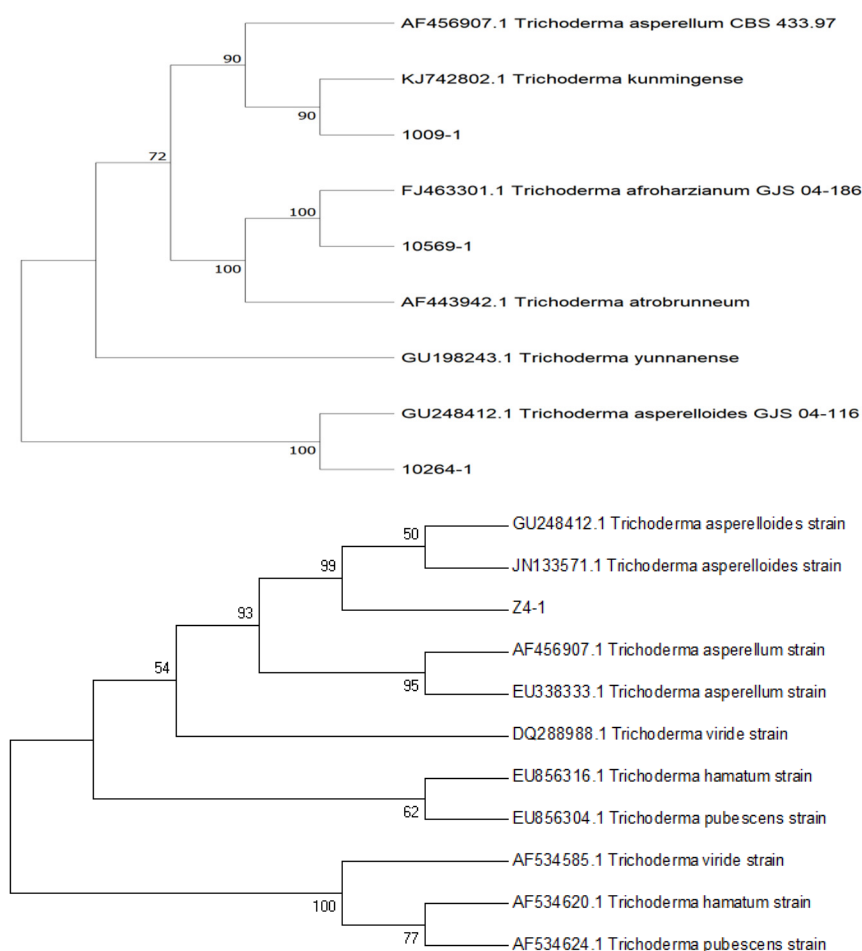 AF456907.1 Trichoderma asperellum CBS 433.97
90
KJ742802.1 Trichoderma kunmingense
90
1009-1
72
FJ463301.1 Trichoderma afroharzianum GJS 04-186
100
10569-1
100
AF443942.1 Trichoderma atrobrunneum
GU198243.1 Trichoderma yunnanense
GU248412.1 Trichoderma asperelloides GJS 04-116
100
10264-1
GU248412.1 Trichoderma asperelloides strain
50
JN133571.1 Trichoderma asperelloides strain
99
Z4-1
93
AF456907.1 Trichoderma asperellum strain
95
EU338333.1 Trichoderma asperellum strain
54
DQ288988.1 Trichoderma viride strain
EU856316.1 Trichoderma hamatum strain
62
EU856304.1 Trichoderma pubescens strain
AF534585.1 Trichoderma viride strain
100
AF534620.1 Trichoderma hamatum strain
77
AF534624.1 Trichoderma pubescens strain